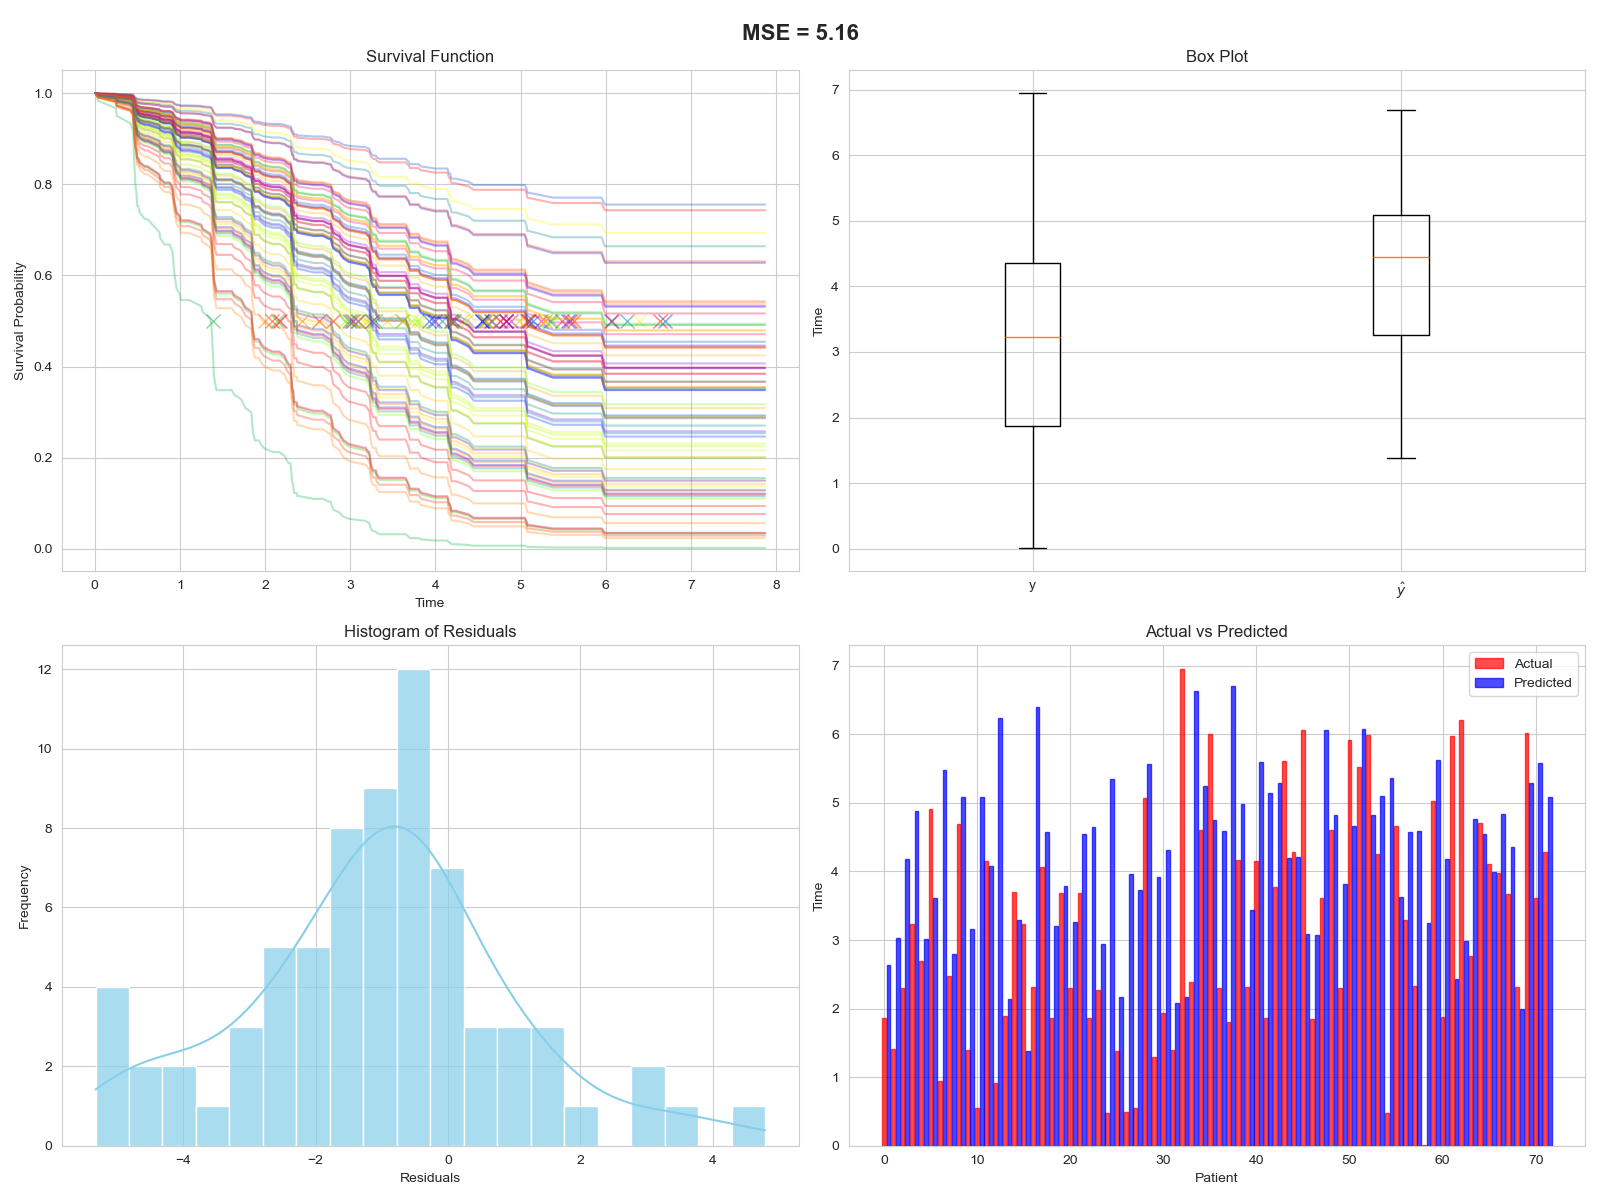 MSE = 5.16
Survival Function
Survival Probability
1.0
0.8
0.6
0.4
0.2
0.0
0 1 2 3 4 5 6 7 8
Time
Box Plot
Time
7
6
5
4
3
2
1
0
y ŷ
Histogram of Residuals
Frequency
12
10
8
6
4
2
0
−4 −2 0 2 4
Residuals
Actual vs Predicted
Time
7
6
5
4
3
2
1
0
Actual
Predicted
0 10 20 30 40 50 60 70
Patient